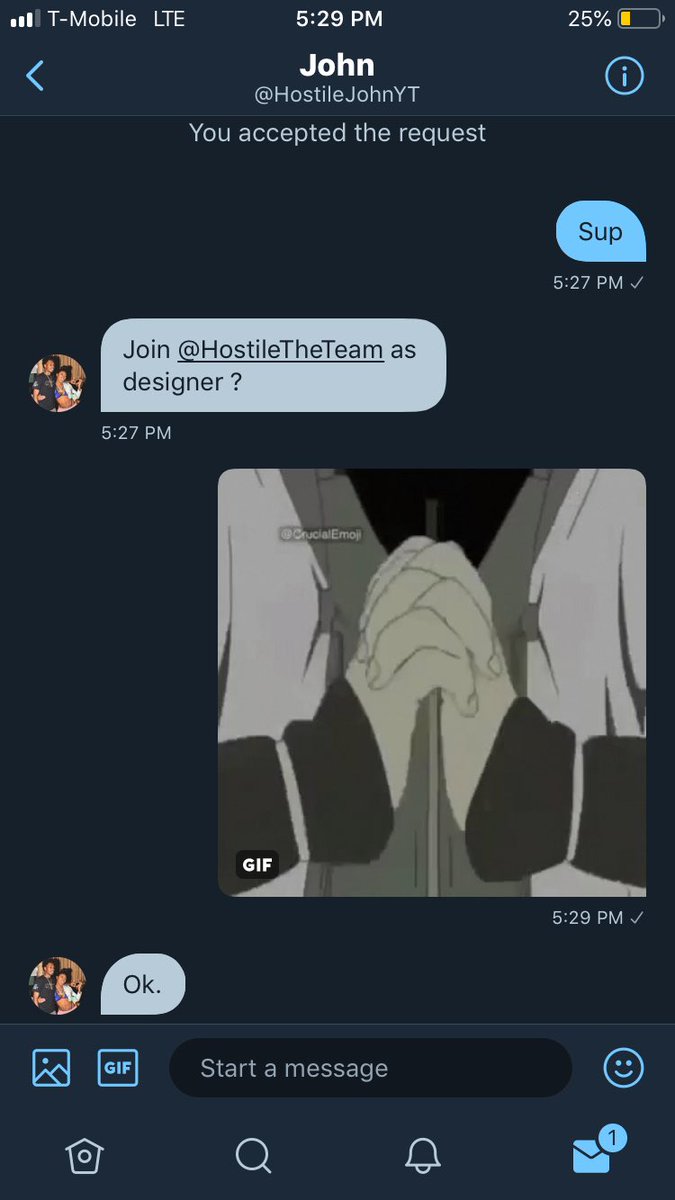 T-Mobile LTE 5:29 PM 25%
John
@HostileJohnYT
You accepted the request
Sup
5:27 PM ✓
Join @HostileTheTeam as
designer ?
5:27 PM
@CrucialEmoji
GIF
5:29 PM ✓
Ok.
GIF
Start a message
1